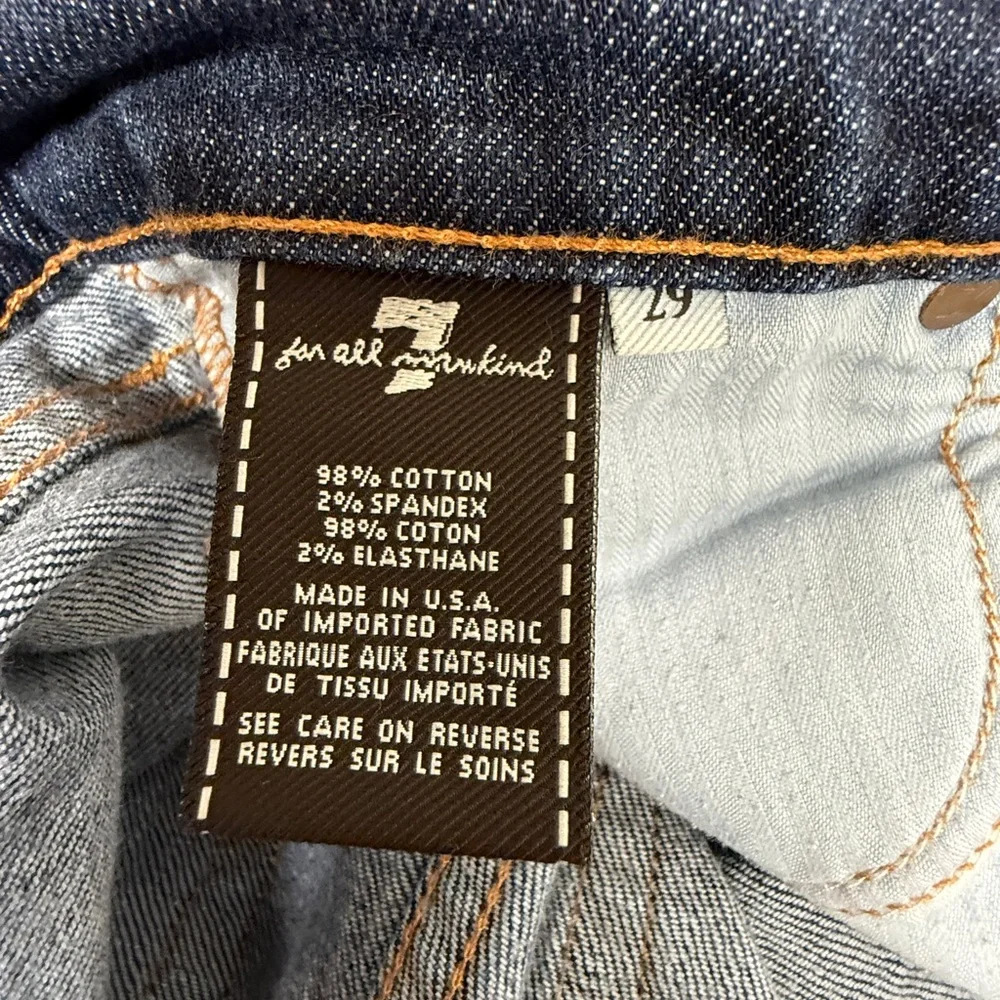 7
for all mankind
29
98% COTTON
2% SPANDEX
98% COTON
2% ELASTHANE
MADE IN U.S.A.
OF IMPORTED FABRIC
FABRIQUE AUX ETATS-UNIS
DE TISSU IMPORTÉ
SEE CARE ON REVERSE
REVERS SUR LE SOINS